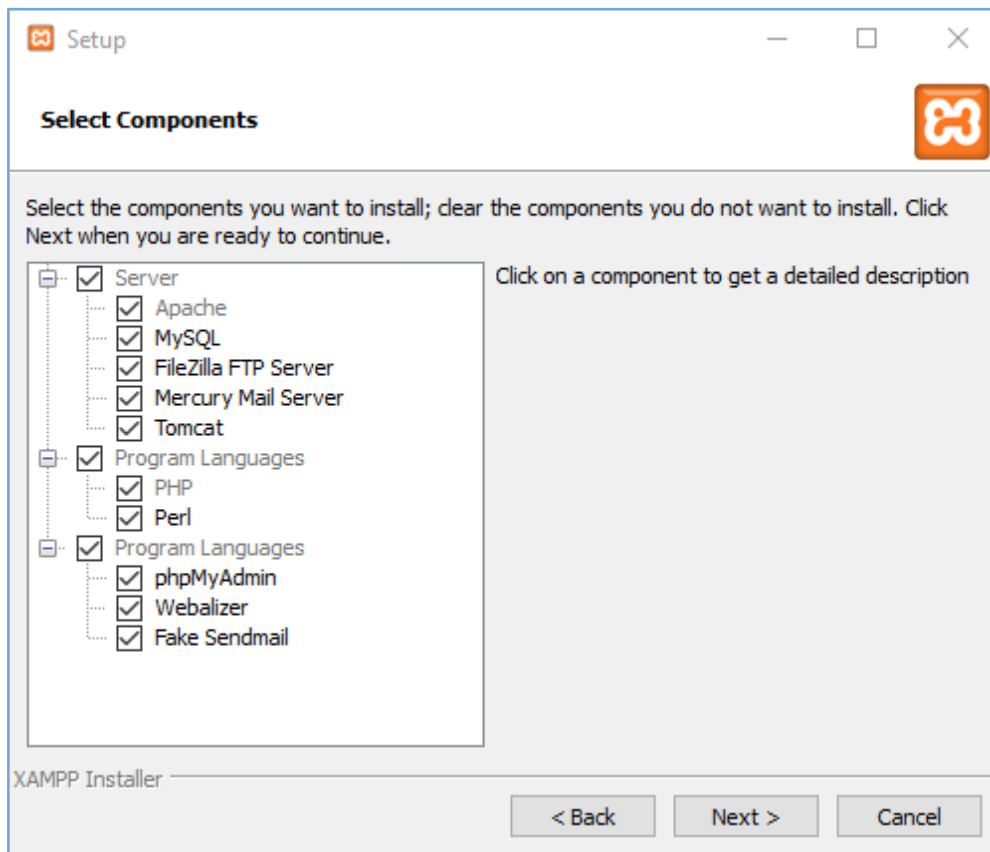 Setup
Select Components
Select the components you want to install; clear the components you do not want to install. Click
Next when you are ready to continue.
Click on a component to get a detailed description
Server
Apache
MySQL
FileZilla FTP Server
Mercury Mail Server
Tomcat
Program Languages
PHP
Perl
Program Languages
phpMyAdmin
Webalizer
Fake Sendmail
XAMPP Installer
< Back
Next >
Cancel